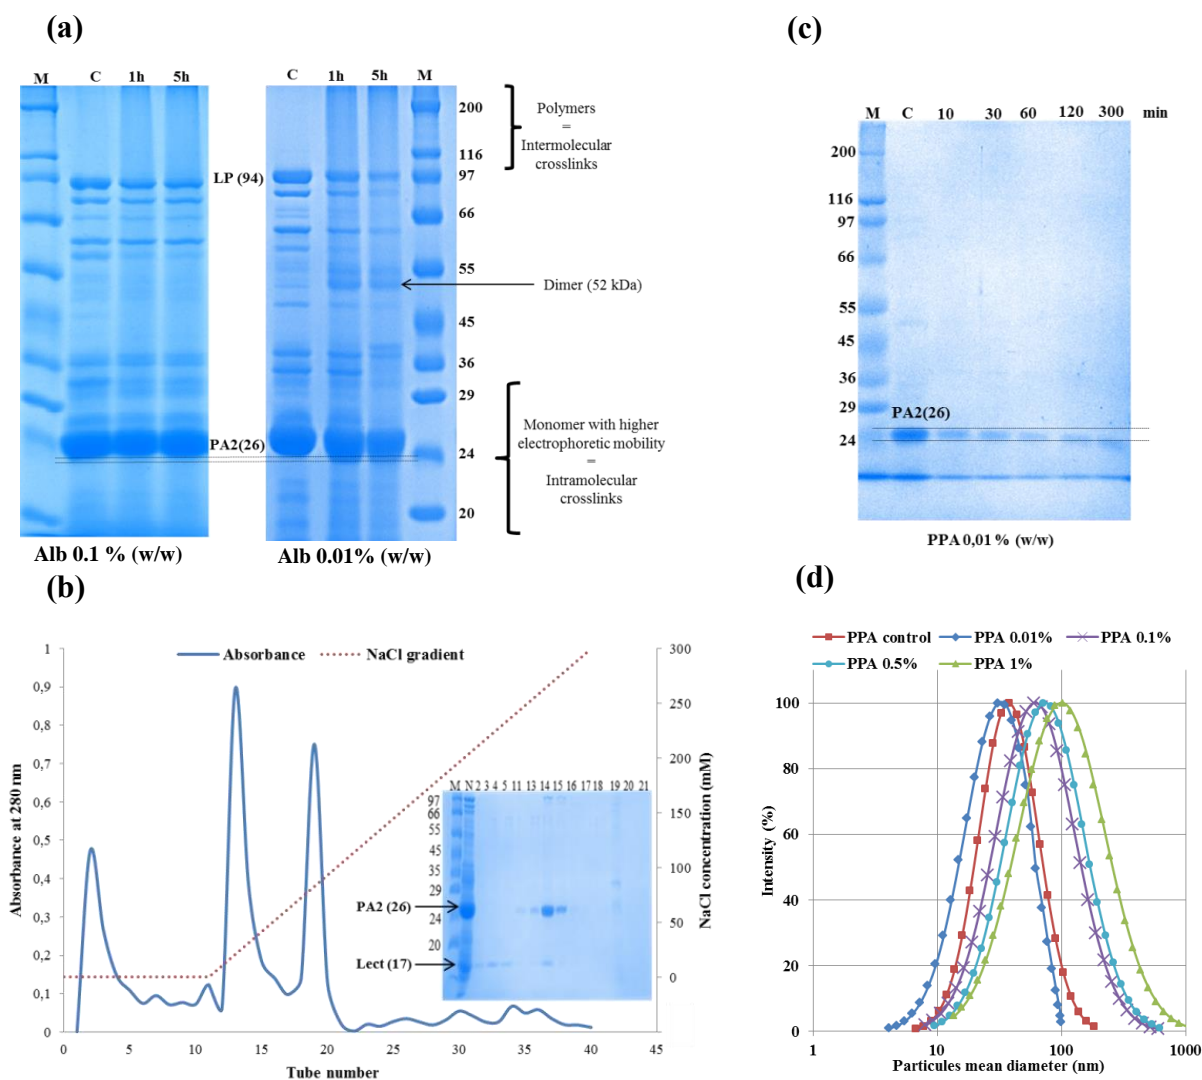 (a)
M C 1h 5h
C 1h 5h M
LP (94)
PA2(26)
200
116
97
66
55
45
36
29
24
20
Polymers
=
Intermolecular
crosslinks
Dimer (52 kDa)
Monomer with higher
electrophoretic mobility
=
Intramolecular
crosslinks
Alb 0.1 % (w/w)
Alb 0.01% (w/w)
(c)
M C 10 30 60 120 300 min
200
116
97
66
55
45
36
29
24
PA2(26)
PPA 0,01 % (w/w)
(b)
Absorbance
NaCl gradient
Absorbance at 280 nm
1
0,9
0,8
0,7
0,6
0,5
0,4
0,3
0,2
0,1
0
0 5 10 15 20 25 30 35 40 45
Tube number
300
250
200
150
100
50
0
NaCl concentration (mM)
M N 2 3 4 5 11 13 14 15 16 17 18 19 20 21
97
66
55
45
35
29
24
20
PA2 (26)
Lect (17)
(d)
PPA control
PPA 0.01%
PPA 0.1%
PPA 0.5%
PPA 1%
Intensity (%)
100
80
60
40
20
0
1 10 100 1000
Particules mean diameter (nm)